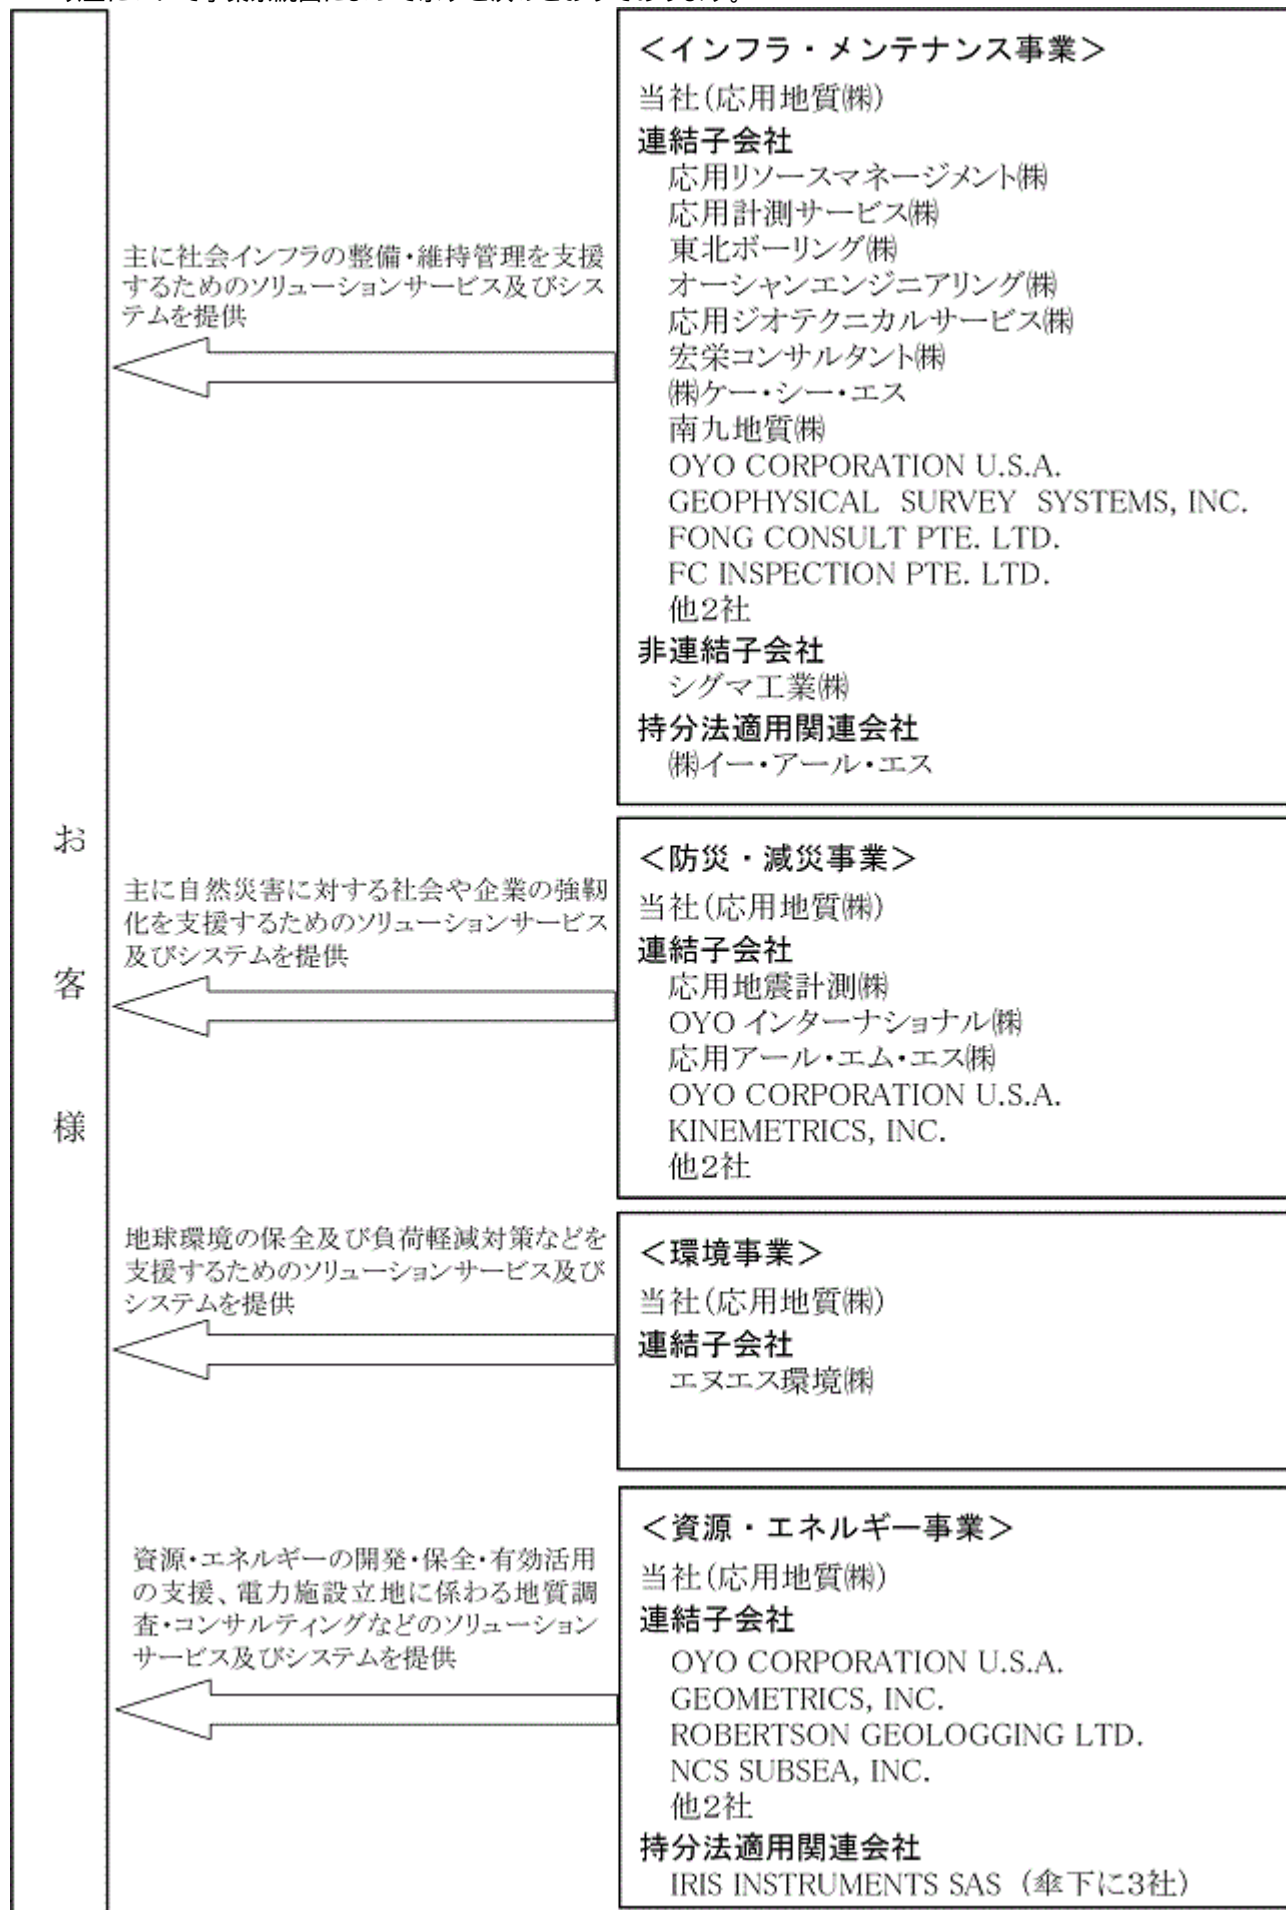 ＜インフラ・メンテナンス事業＞
当社(応用地質㈱)
連結子会社
応用リソースマネージメント㈱
応用計測サービス㈱
東北ボーリング㈱
オーシャンエンジニアリング㈱
応用ジオテクニカルサービス㈱
宏栄コンサルタント㈱
㈱ケー・シー・エス
南九地質㈱
OYO CORPORATION U.S.A.
GEOPHYSICAL SURVEY SYSTEMS, INC.
FONG CONSULT PTE. LTD.
FC INSPECTION PTE. LTD.
他2社
非連結子会社
シグマ工業㈱
持分法適用関連会社
㈱イー・アール・エス
主に社会インフラの整備・維持管理を支援
するためのソリューションサービス及びシス
テムを提供
＜防災・減災事業＞
当社(応用地質㈱)
連結子会社
応用地震計測㈱
OYO インターナショナル㈱
応用アール・エム・エス㈱
OYO CORPORATION U.S.A.
KINEMETRICS, INC.
他2社
主に自然災害に対する社会や企業の強靭
化を支援するためのソリューションサービス
及びシステムを提供
＜環境事業＞
当社(応用地質㈱)
連結子会社
エヌエス環境㈱
地球環境の保全及び負荷軽減対策などを
支援するためのソリューションサービス及び
システムを提供
＜資源・エネルギー事業＞
当社(応用地質㈱)
連結子会社
OYO CORPORATION U.S.A.
GEOMETRICS, INC.
ROBERTSON GEOLOGGING LTD.
NCS SUBSEA, INC.
他2社
持分法適用関連会社
IRIS INSTRUMENTS SAS (傘下に3社)
資源・エネルギーの開発・保全・有効活用
の支援、電力施設立地に係わる地質調
査・コンサルティングなどのソリューション
サービス及びシステムを提供
お客様